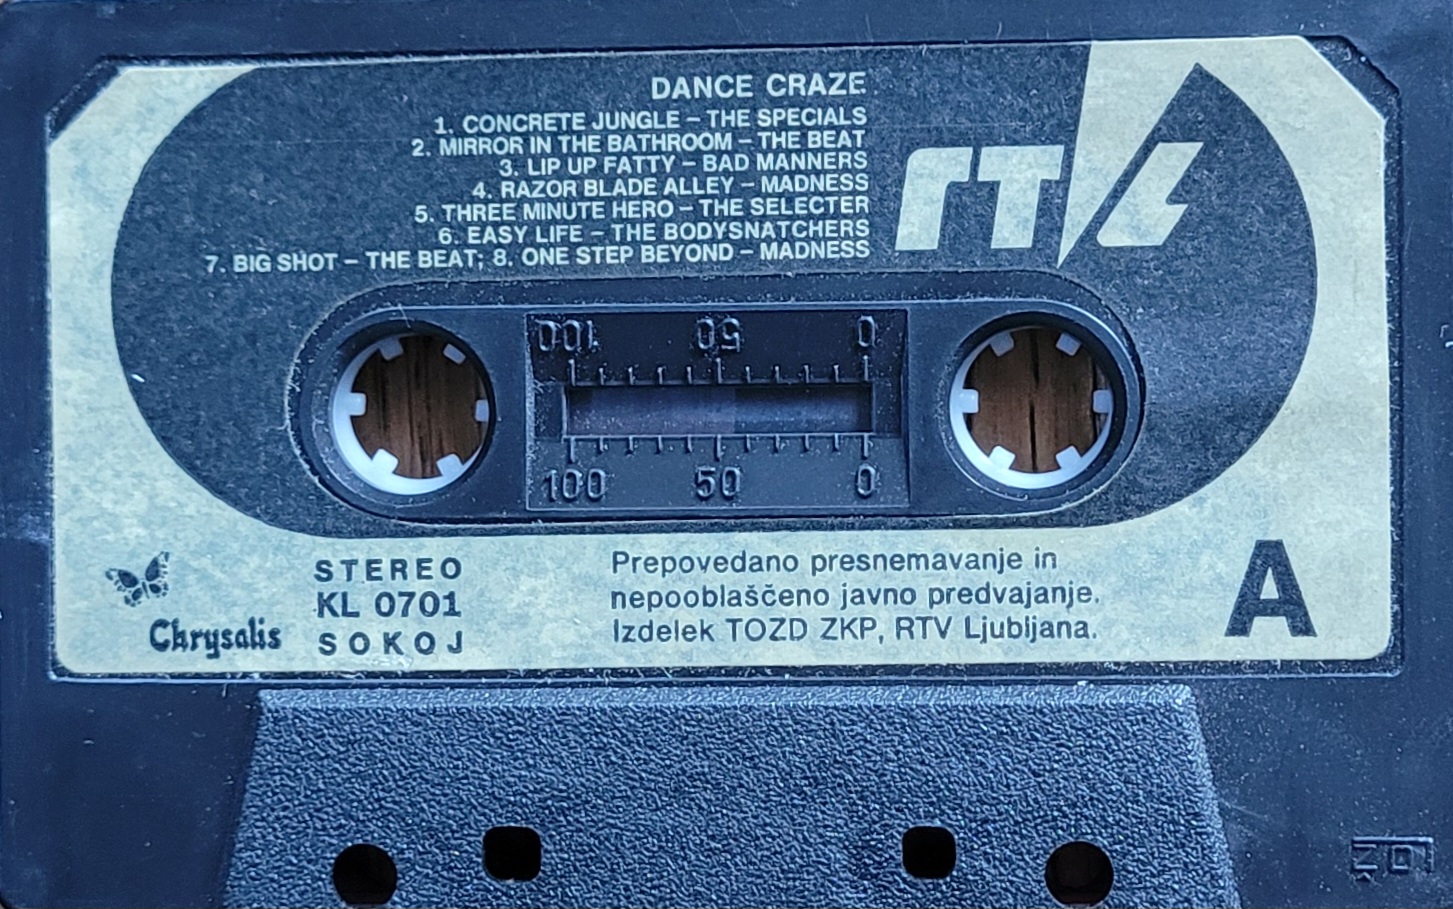 DANCE CRAZE
1. CONCRETE JUNGLE – THE SPECIALS
2. MIRROR IN THE BATHROOM – THE BEAT
3. LIP UP FATTY – BAD MANNERS
4. RAZOR BLADE ALLEY – MADNESS
5. THREE MINUTE HERO – THE SELECTER
6. EASY LIFE – THE BODYSNATCHERS
7. BIG SHOT – THE BEAT; 8. ONE STEP BEYOND – MADNESS
rTVL
100 50 0
100 50 0
Chrysalis
STEREO
KL 0701
SOKOJ
Prepovedano presnemavanje in
nepooblaščeno javno predvajanje.
Izdelek TOZD ZKP, RTV Ljubljana.
A